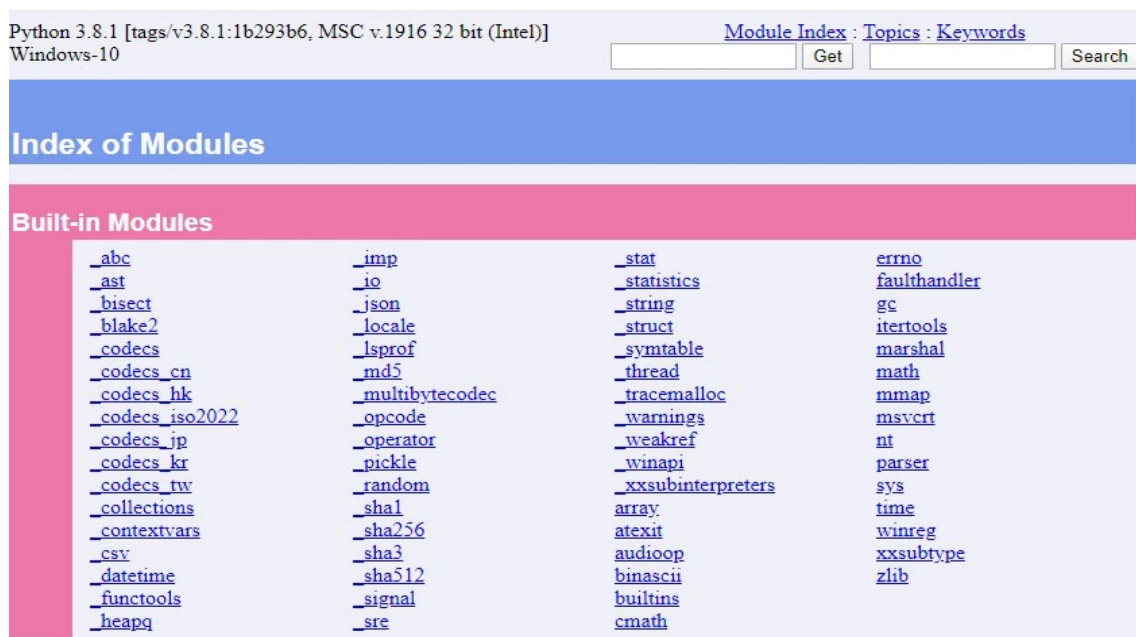 Python 3.8.1 [tags/v3.8.1:1b293b6, MSC v.1916 32 bit (Intel)]
Windows-10
Module Index : Topics : Keywords
Get Search
Index of Modules
Built-in Modules
_abc
_ast
_bisect
_blake2
_codecs
_codecs_cn
_codecs_hk
_codecs_iso2022
_codecs_jp
_codecs_kr
_codecs_tw
_collections
_contextvars
_csv
_datetime
_functools
_heapq
_imp
_io
_json
_locale
_lsprof
_md5
_multibytecodec
_opcode
_operator
_pickle
_random
_sha1
_sha256
_sha3
_sha512
_signal
_sre
_stat
_statistics
_string
_struct
_symtable
_thread
_tracemalloc
_warnings
_weakref
_winapi
_xxsubinterpreters
array
atexit
audioop
binascii
builtins
cmath
errno
faulthandler
gc
itertools
marshal
math
mmap
msvcrt
nt
parser
sys
time
winreg
xxsubtype
zlib